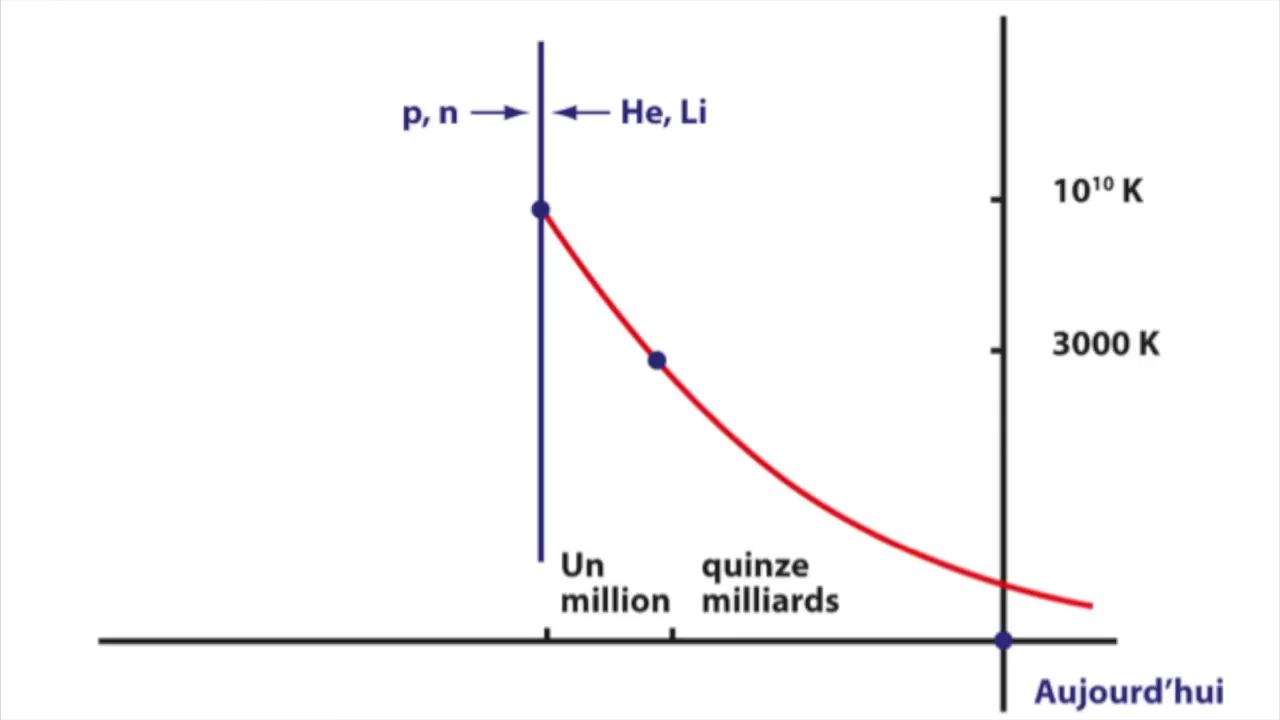 p, n
He, Li
10¹⁰ K
3000 K
Un
million
quinze
milliards
Aujourd’hui